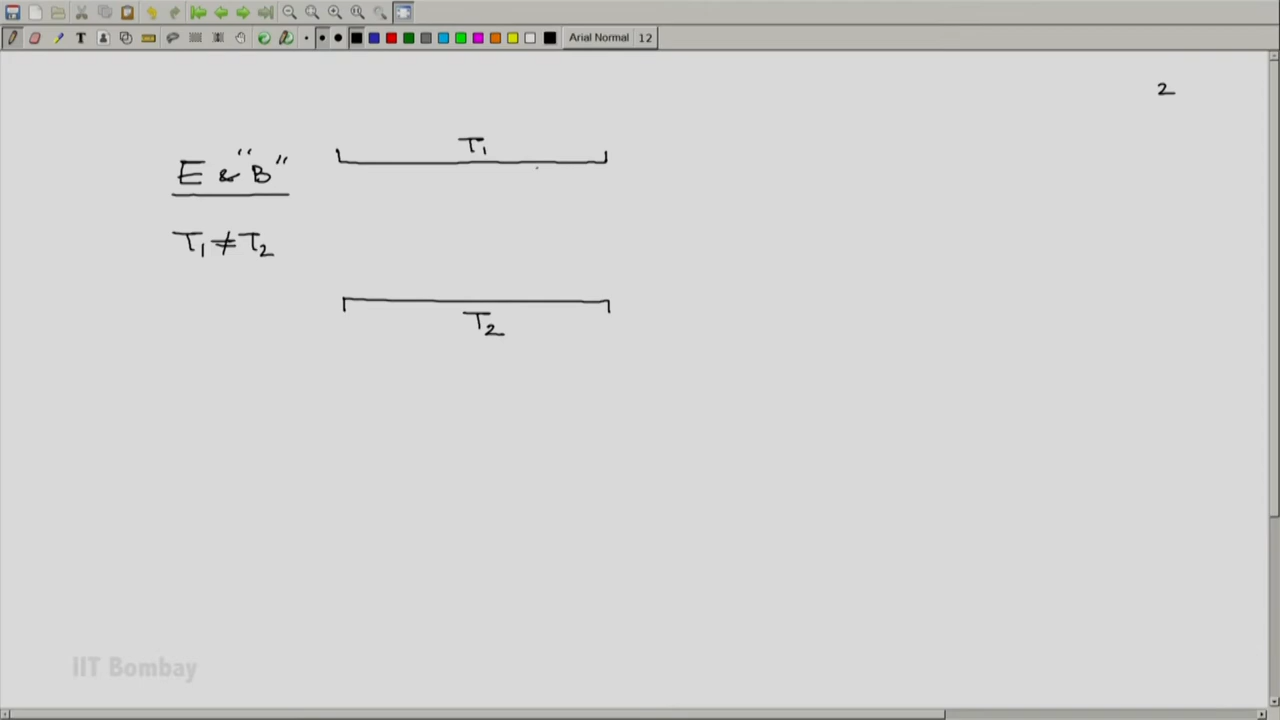 Arial Normal 12
2
T₁
E & "B"
T₁ ≠ T₂
T₂
IIT Bombay